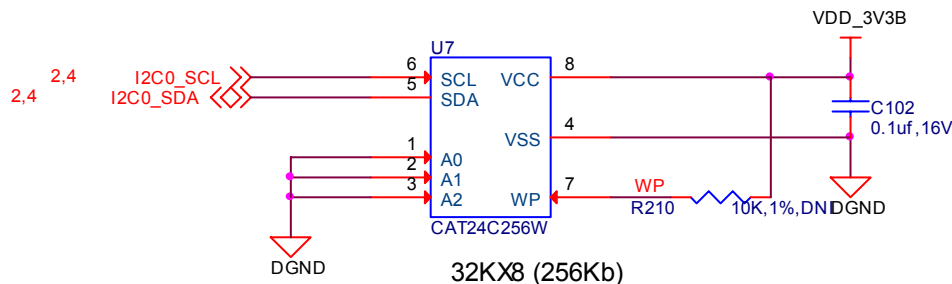 VDD_3V3B
U7
2,4 I2C0_SCL 6 SCL VCC 8
2,4 I2C0_SDA 5 SDA
C102
0.1uf,16V
VSS 4
1 A0
2 A1
3 A2 WP 7 WP
R210 10K,1%,DNI DGND
CAT24C256W
DGND
32KX8 (256Kb)